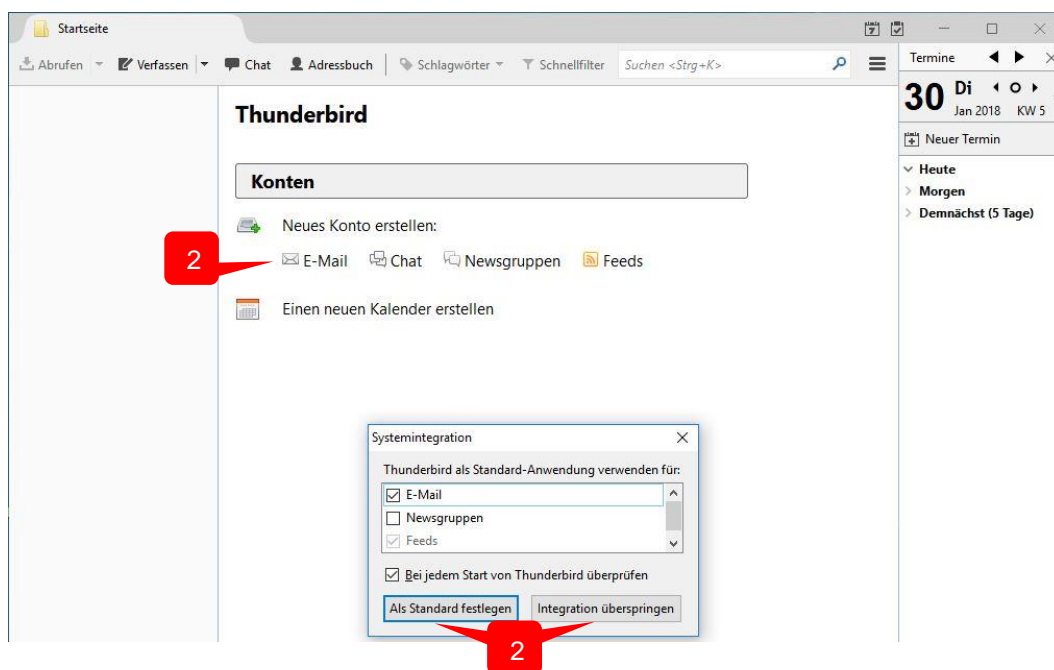 Startseite
Abrufen Verfassen Chat Adressbuch Schlagwörter Schnellfilter Suchen <Strg+K>
Thunderbird
Konten
Neues Konto erstellen:
2
E-Mail Chat Newsgruppen Feeds
Einen neuen Kalender erstellen
Termine
30 Di
Jan 2018 KW 5
Neuer Termin
Heute
Morgen
Demnächst (5 Tage)
Systemintegration
Thunderbird als Standard-Anwendung verwenden für:
E-Mail
Newsgruppen
Feeds
Bei jedem Start von Thunderbird überprüfen
Als Standard festlegen Integration überspringen
2